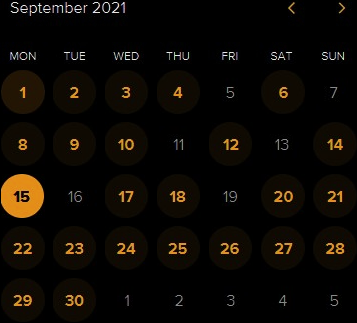 September 2021
MON TUE WED THU FRI SAT SUN
1 2 3 4 5 6 7
8 9 10 11 12 13 14
15 16 17 18 19 20 21
22 23 24 25 26 27 28
29 30 1 2 3 4 5